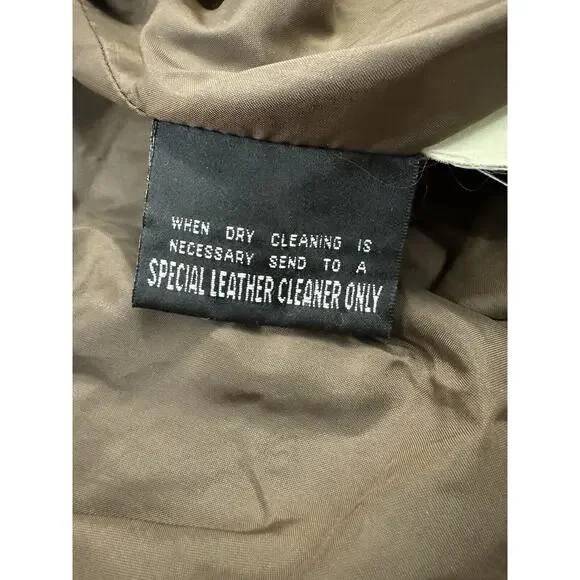 WHEN DRY CLEANING IS
NECESSARY SEND TO A
SPECIAL LEATHER CLEANER ONLY